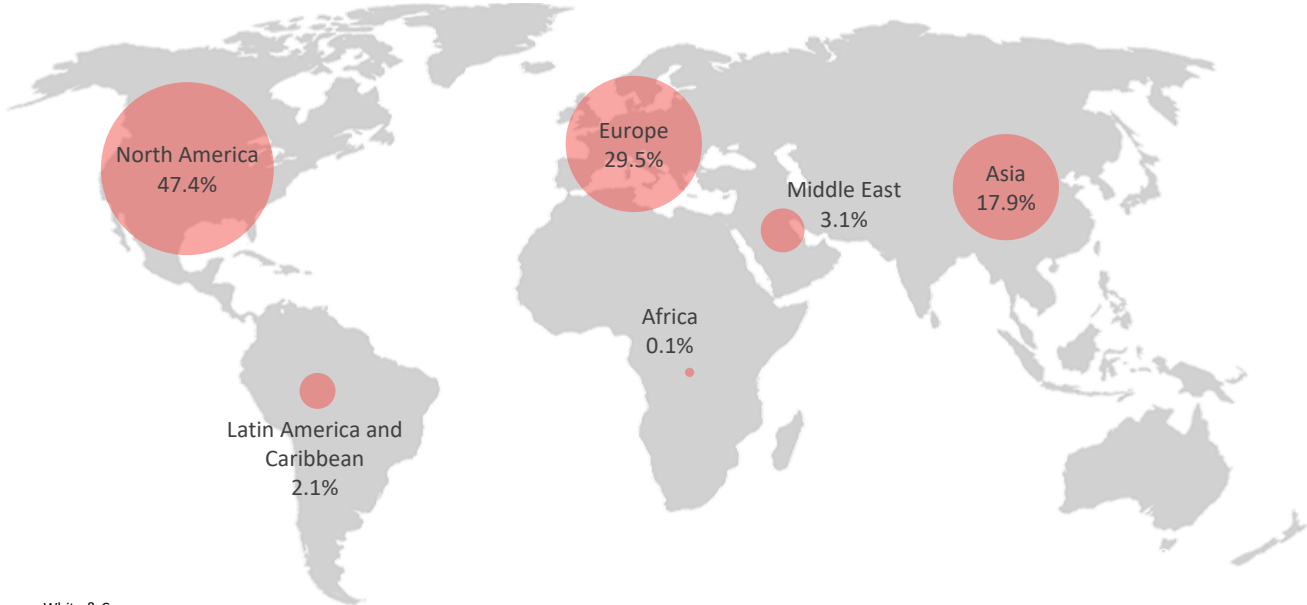 North America
47.4%
Europe
29.5%
Asia
17.9%
Middle East
3.1%
Africa
0.1%
Latin America and
Caribbean
2.1%